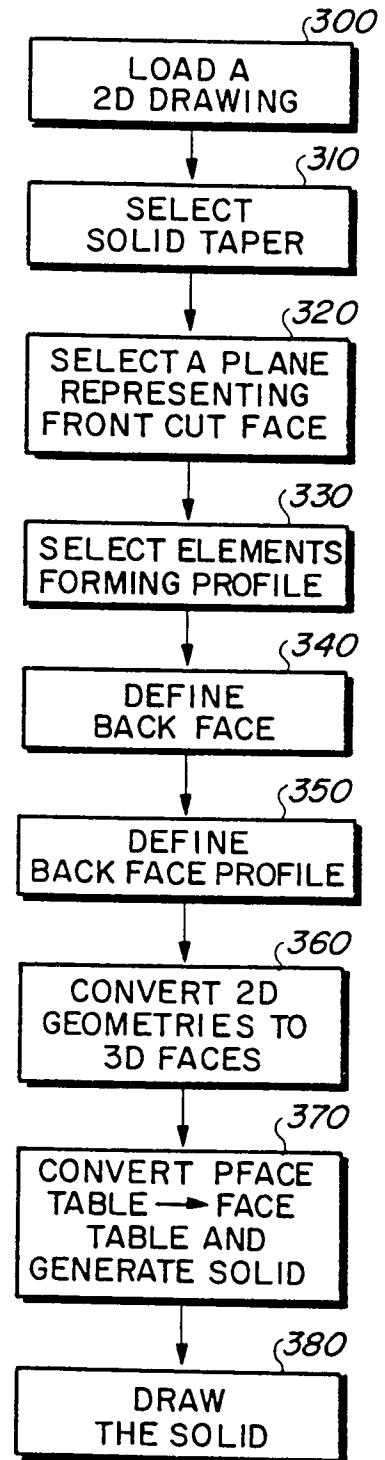 300
LOAD A
2D DRAWING
310
SELECT
SOLID TAPER
320
SELECT A PLANE
REPRESENTING
FRONT CUT FACE
330
SELECT ELEMENTS
FORMING PROFILE
340
DEFINE
BACK FACE
350
DEFINE
BACK FACE PROFILE
360
CONVERT 2D
GEOMETRIES TO
3D FACES
370
CONVERT PFACE
TABLE → FACE
TABLE AND
GENERATE SOLID
380
DRAW
THE SOLID